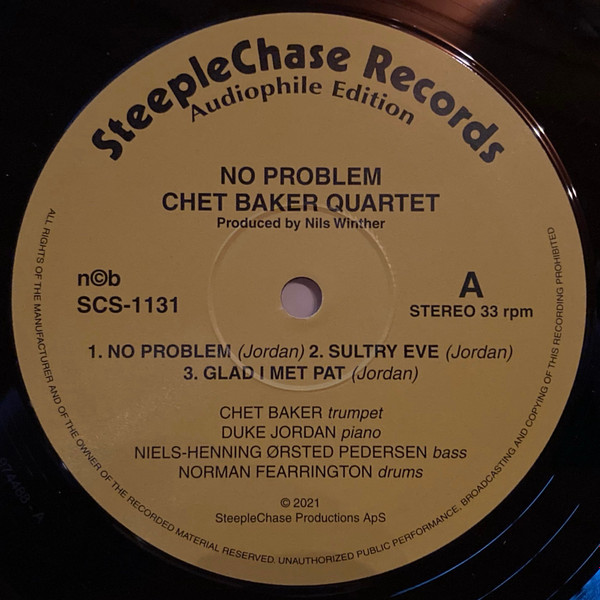 SteepleChase Records
Audiophile Edition
NO PROBLEM
CHET BAKER QUARTET
Produced by Nils Winther
n©b
SCS-1131
A
STEREO 33 rpm
1. NO PROBLEM (Jordan) 2. SULTRY EVE (Jordan)
3. GLAD I MET PAT (Jordan)
CHET BAKER trumpet
DUKE JORDAN piano
NIELS-HENNING ØRSTED PEDERSEN bass
NORMAN FEARRINGTON drums
© 2021
SteepleChase Productions ApS
ALL RIGHTS OF THE MANUFACTURER AND OF THE OWNER OF THE RECORDED MATERIAL RESERVED. UNAUTHORIZED PUBLIC PERFORMANCE, BROADCASTING AND COPYING OF THIS RECORDING PROHIBITED